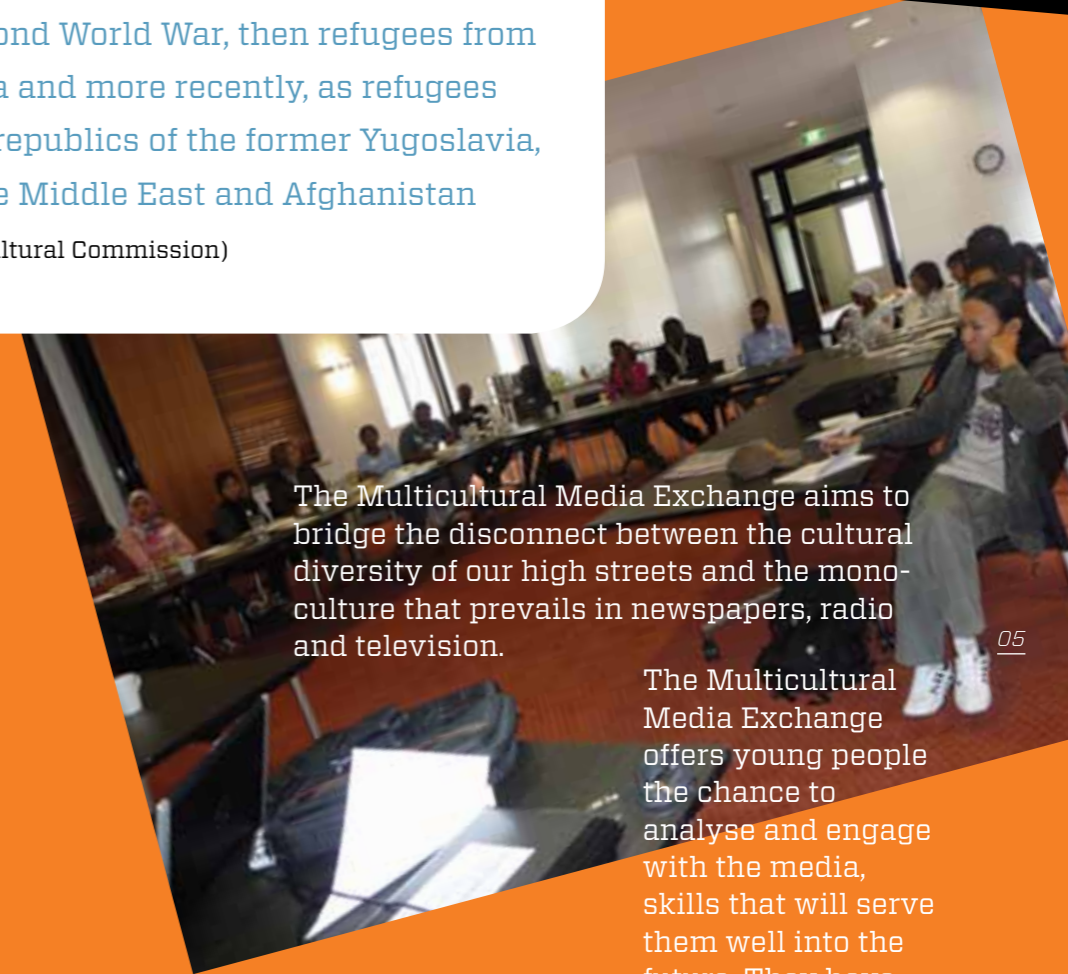 ond World War, then refugees from
a and more recently, as refugees
republics of the former Yugoslavia,
e Middle East and Afghanistan
ltural Commission)
The Multicultural Media Exchange aims to
bridge the disconnect between the cultural
diversity of our high streets and the mono-
culture that prevails in newspapers, radio
and television.
05
The Multicultural
Media Exchange
offers young people
the chance to
analyse and engage
with the media,
skills that will serve
them well into the
future. They have